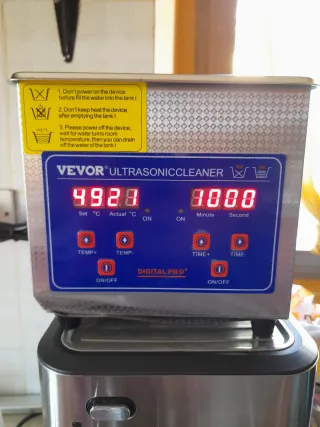 1. Don't power on the device
before fill the water into the tank !
2. Don't keep heat the device
after emptying the tank !
3. Please power off the device,
wait for water turns room
temperature, then you can drain
off the water of the tank !
VEVOR® ULTRASONIC CLEANER
4921 1000
Set °C Actual °C ON ON Minute Second
TEMP+ TEMP- TIME+ TIME-
ON/OFF DIGITALPRO+ ON/OFF